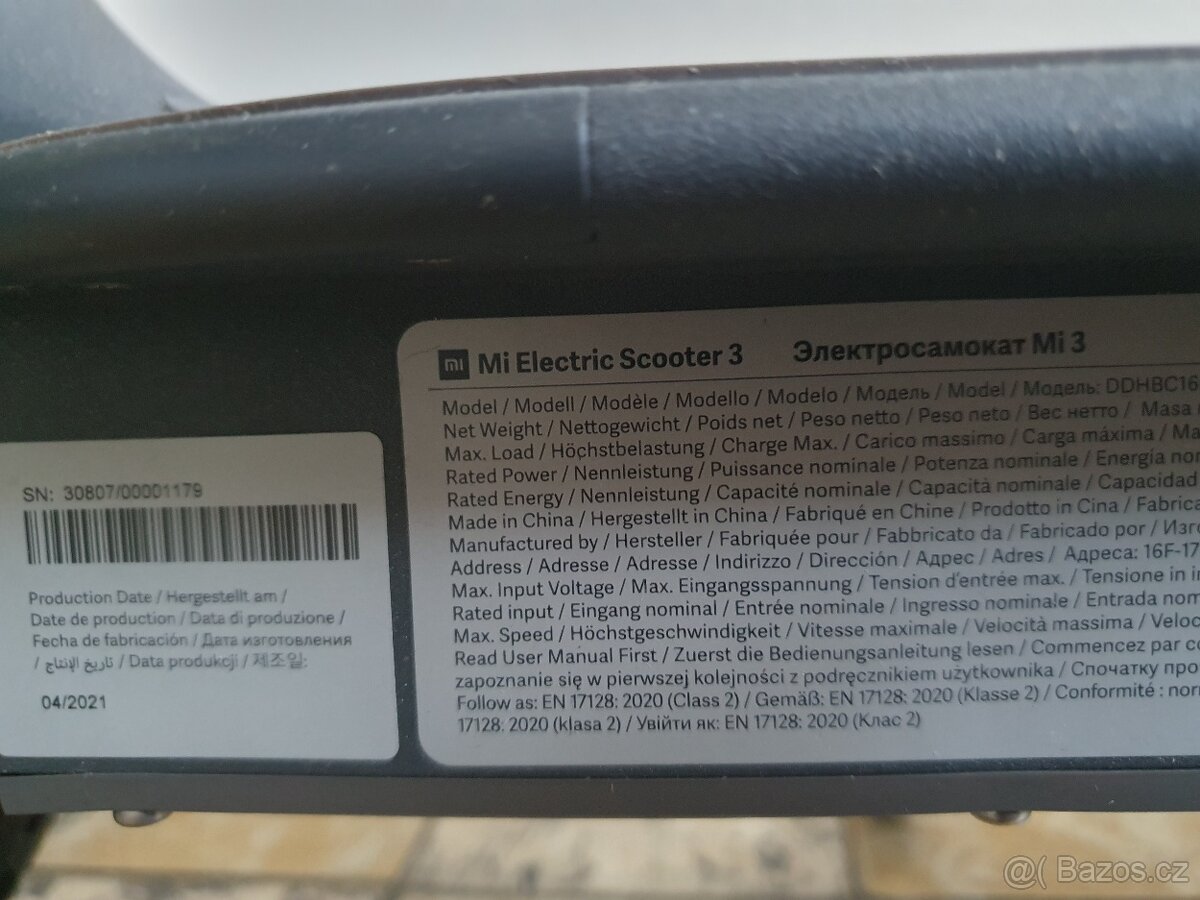 mi Mi Electric Scooter 3 Электросамокат Mi 3
Model / Modell / Modèle / Modello / Modelo / Модель / Model / Модель: DDHBC16
Net Weight / Nettogewicht / Poids net / Peso netto / Peso neto / Вес нетто / Masa
Max. Load / Höchstbelastung / Charge Max. / Carico massimo / Carga máxima / Ma
Rated Power / Nennleistung / Puissance nominale / Potenza nominale / Energía nor
Rated Energy / Nennleistung / Capacité nominale / Capacità nominale / Capacidad
Made in China / Hergestellt in China / Fabriqué en Chine / Prodotto in Cina / Fabrica
Manufactured by / Hersteller / Fabriquée pour / Fabbricato da / Fabricado por / Изго
Address / Adresse / Adresse / Indirizzo / Dirección / Адрес / Adres / Адреса: 16F-17
Max. Input Voltage / Max. Eingangsspannung / Tension d'entrée max. / Tensione in i
Rated input / Eingang nominal / Entrée nominale / Ingresso nominale / Entrada nom
Max. Speed / Höchstgeschwindigkeit / Vitesse maximale / Velocità massima / Veloc
Read User Manual First / Zuerst die Bedienungsanleitung lesen / Commencez par co
zapoznanie się w pierwszej kolejności z podręcznikiem użytkownika / Спочатку про
Follow as: EN 17128: 2020 (Class 2) / Gemäß: EN 17128: 2020 (Klasse 2) / Conformité : nor
17128: 2020 (klasa 2) / Увійти як: EN 17128: 2020 (Клас 2)
SN: 30807/00001179
Production Date / Hergestellt am /
Date de production / Data di produzione /
Fecha de fabricación / Дата изготовления
/ تاريخ الإنتاج / Data produkcji / 제조일:
04/2021
@( Bazos.cz